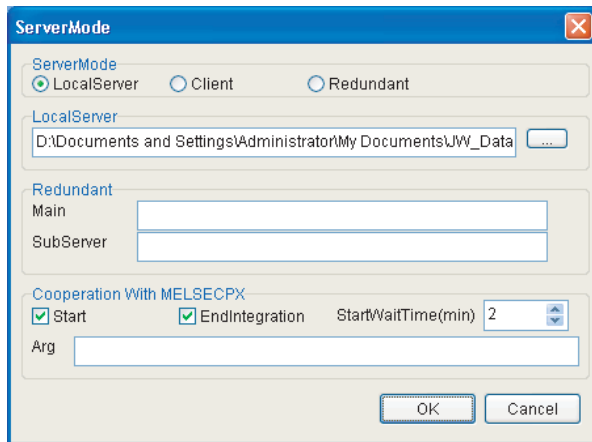 ServerMode
ServerMode
LocalServer Client Redundant
LocalServer
D:\Documents and Settings\Administrator\My Documents\JW_Data ...
Redundant
Main
SubServer
Cooperation With MELSECPX
Start EndIntegration StartWaitTime(min) 2
Arg
OK Cancel